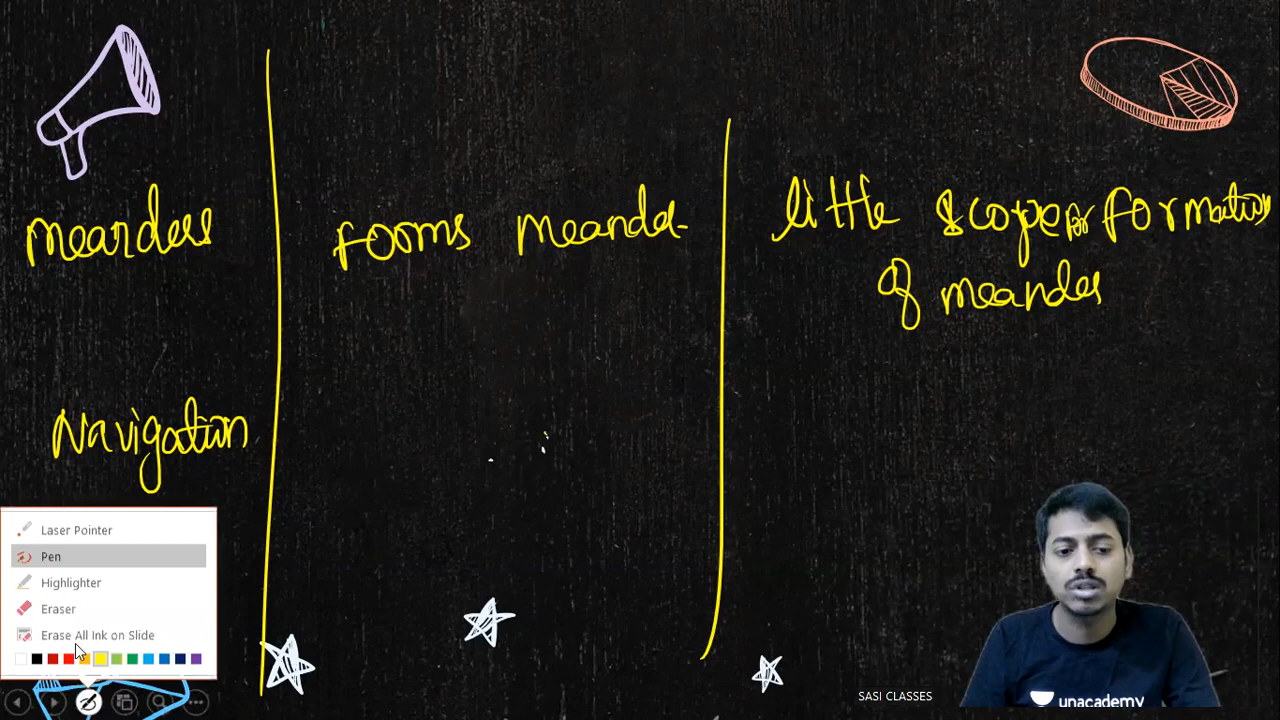 meanders forms meander little scope for formation
of meander
Navigation
Laser Pointer
Pen
Highlighter
Eraser
Erase All Ink on Slide
SASI CLASSES
unacademy